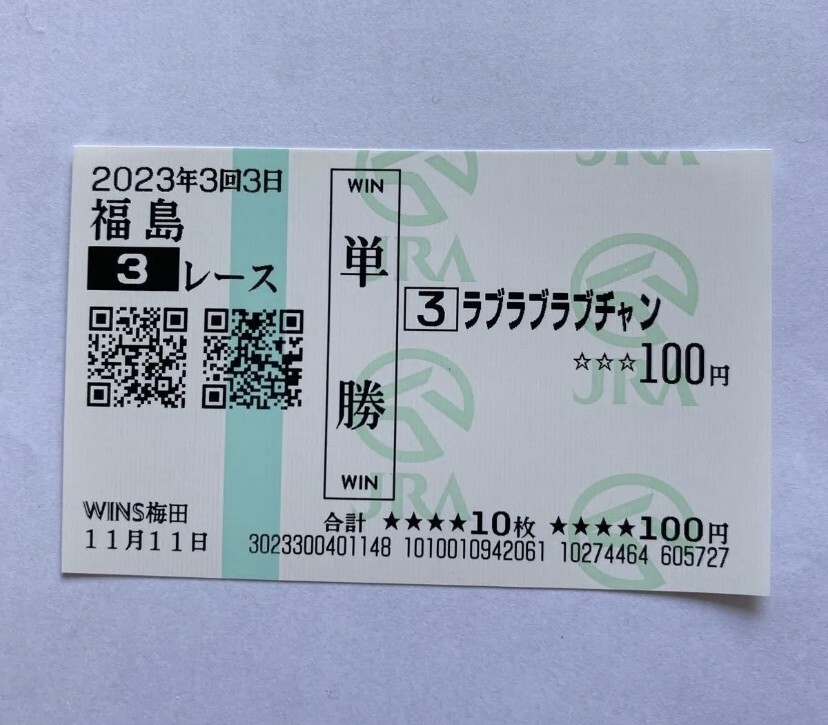 2023年3回3日
福島
3レース
WIN
単勝
WIN
3 ラブラブラブチャン
☆☆☆100円
WINS梅田
11月11日
合計 ★★★★10枚 ★★★★100円
3023300401148 1010010942061 10274464 605727
JRA
JRA
JRA
JRA